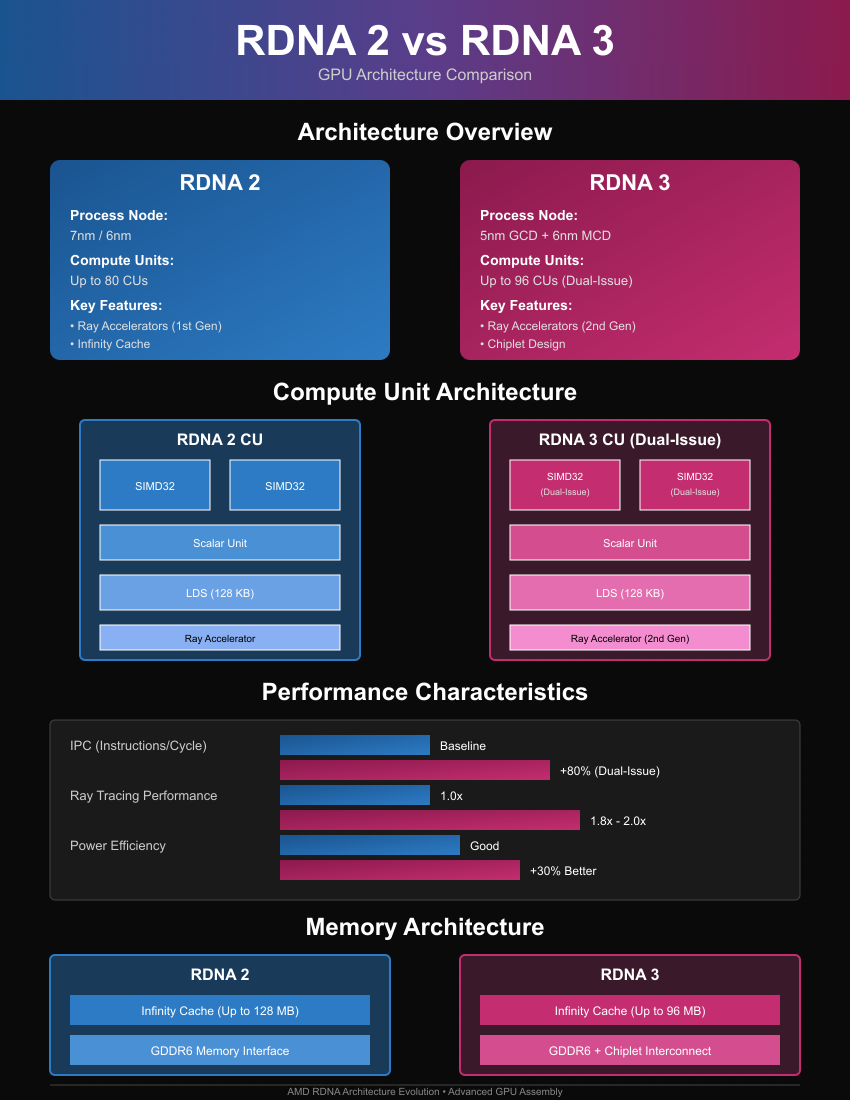 RDNA 2 vs RDNA 3
GPU Architecture Comparison
Architecture Overview
RDNA 2
Process Node:
7nm / 6nm
Compute Units:
Up to 80 CUs
Key Features:
• Ray Accelerators (1st Gen)
• Infinity Cache
RDNA 3
Process Node:
5nm GCD + 6nm MCD
Compute Units:
Up to 96 CUs (Dual-Issue)
Key Features:
• Ray Accelerators (2nd Gen)
• Chiplet Design
Compute Unit Architecture
RDNA 2 CU
SIMD32
SIMD32
Scalar Unit
LDS (128 KB)
Ray Accelerator
RDNA 3 CU (Dual-Issue)
SIMD32
(Dual-Issue)
SIMD32
(Dual-Issue)
Scalar Unit
LDS (128 KB)
Ray Accelerator (2nd Gen)
Performance Characteristics
IPC (Instructions/Cycle)
Baseline
+80% (Dual-Issue)
Ray Tracing Performance
1.0x
1.8x - 2.0x
Power Efficiency
Good
+30% Better
Memory Architecture
RDNA 2
Infinity Cache (Up to 128 MB)
GDDR6 Memory Interface
RDNA 3
Infinity Cache (Up to 96 MB)
GDDR6 + Chiplet Interconnect
AMD RDNA Architecture Evolution • Advanced GPU Assembly